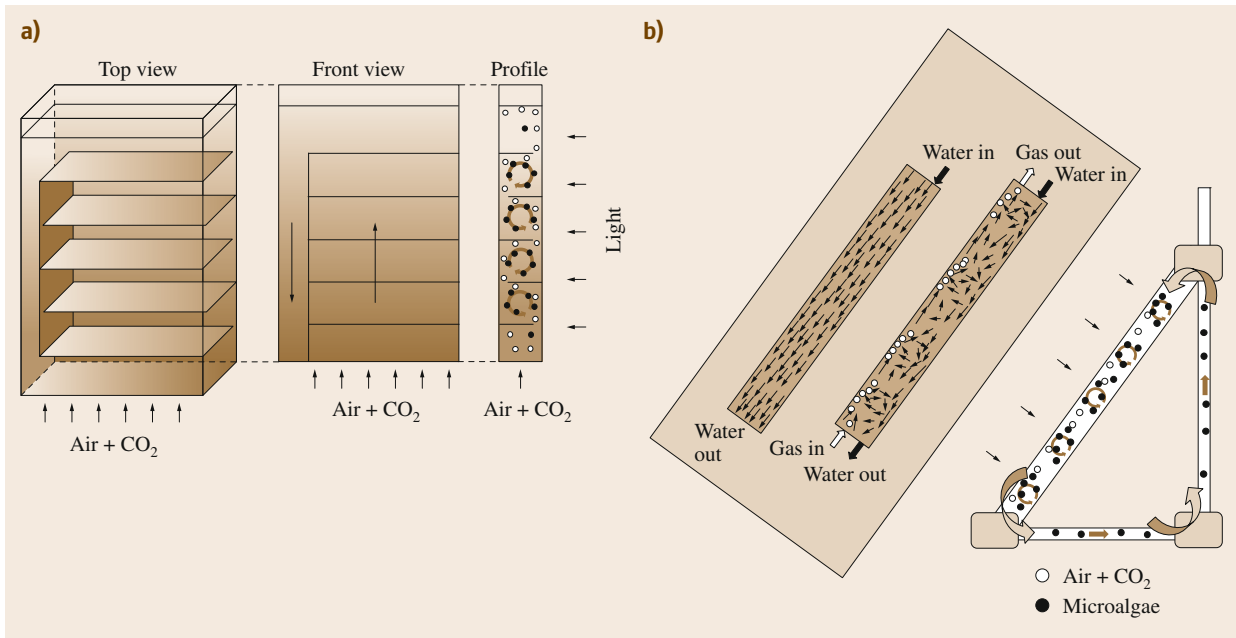 a)
Top view
Front view
Profile
Light
Air + CO₂
Air + CO₂
Air + CO₂
b)
Water in
Gas out
Water in
Water
out
Gas in
Water out
Air + CO₂
Microalgae